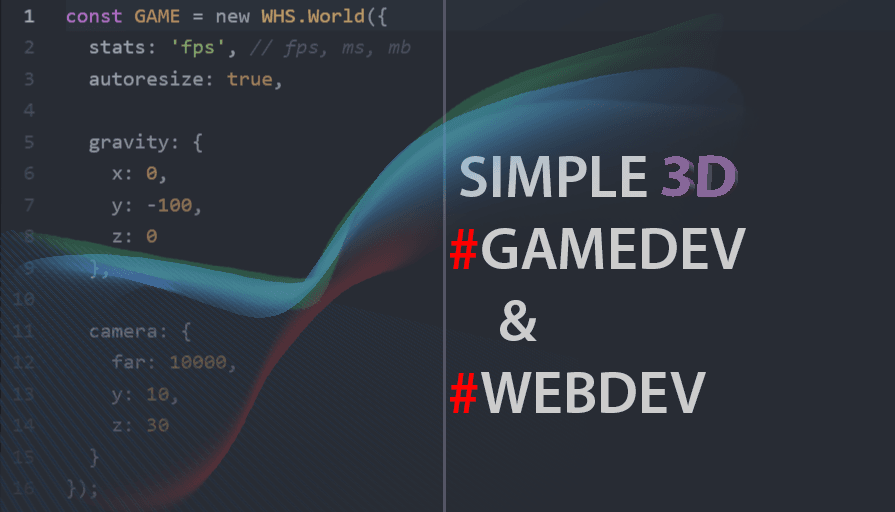 1 const GAME = new WHS.World({
2 stats: 'fps', // fps, ms, mb
3 autoresize: true,
4
5 gravity: {
6 x: 0,
7 y: -100,
8 z: 0
9 },
10
11 camera: {
12 far: 10000,
13 y: 10,
14 z: 30
15 }
16 });
SIMPLE 3D
#GAMEDEV
&
#WEBDEV